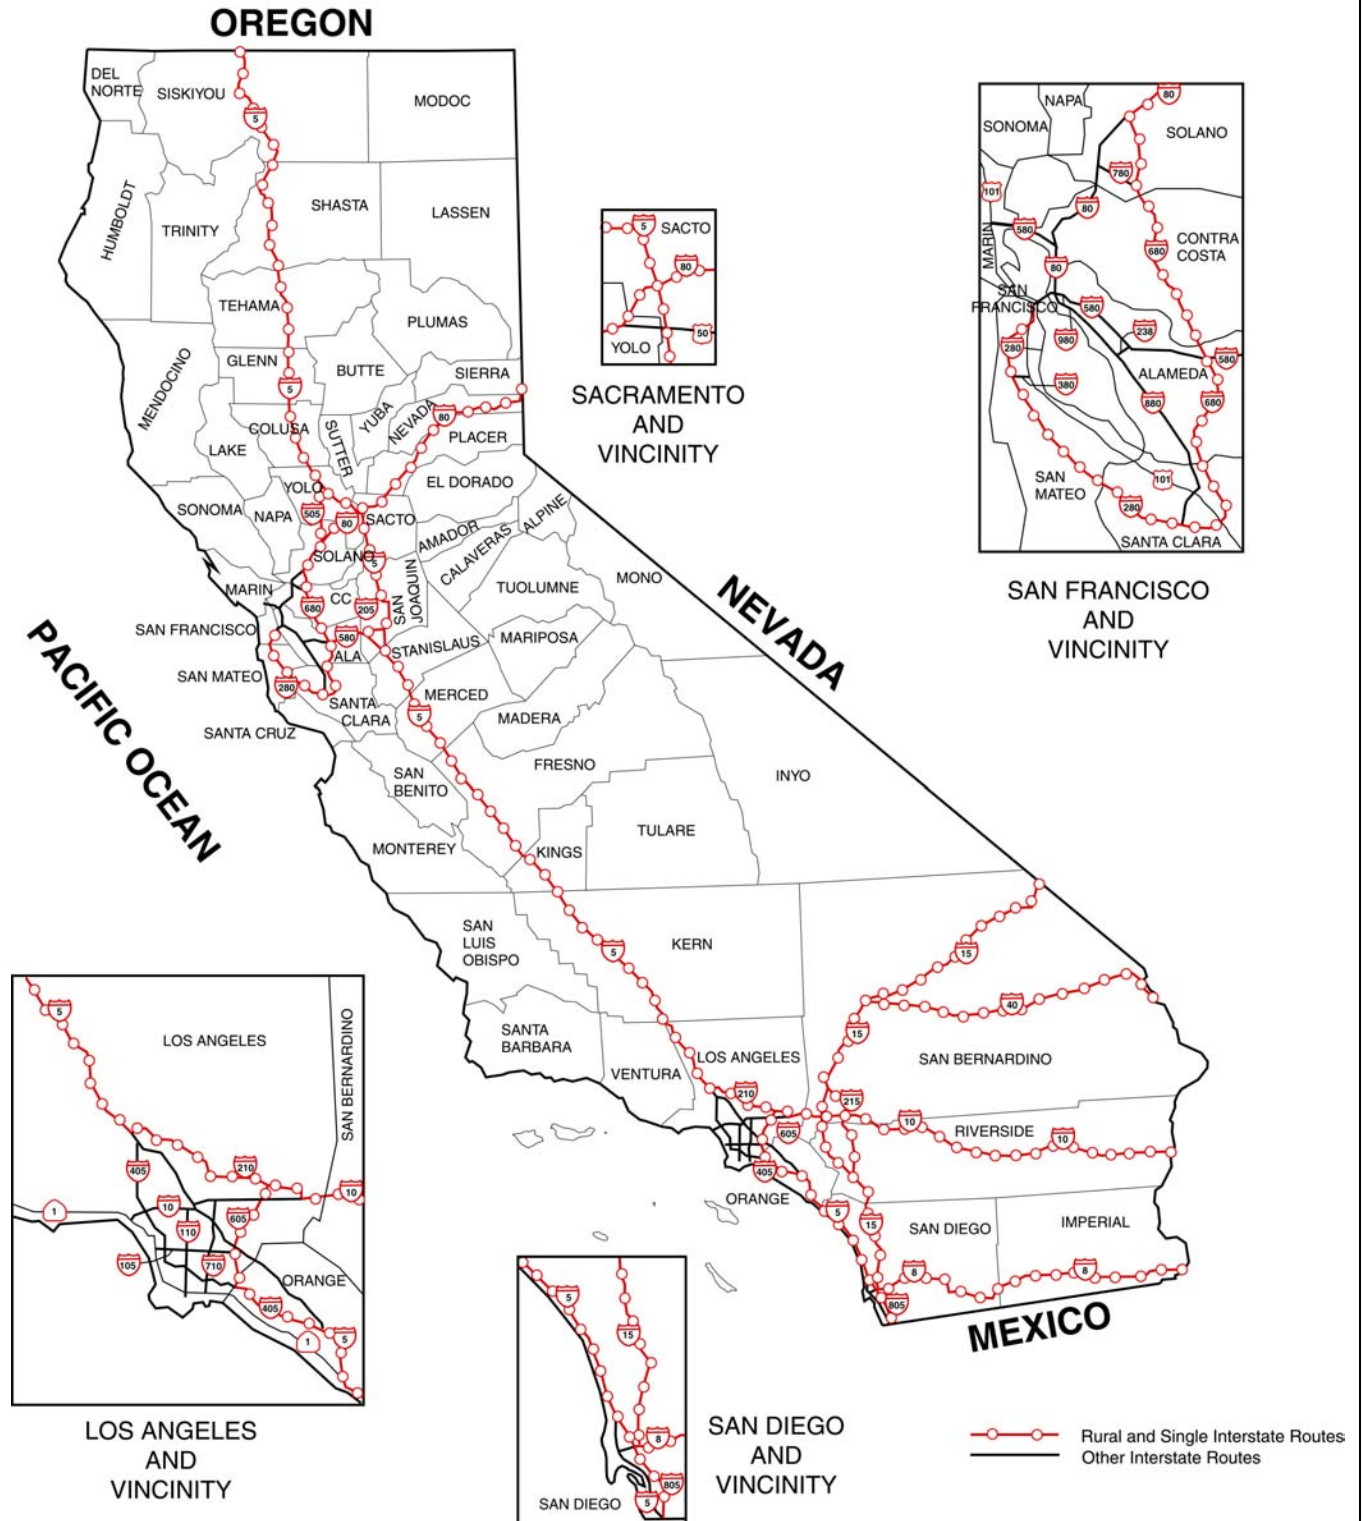 OREGON
DEL
NORTE
SISKIYOU
5
MODOC
HUMBOLDT
TRINITY
SHASTA
LASSEN
TEHAMA
PLUMAS
MENDOCINO
GLENN
5
BUTTE
SIERRA
COLUSA
SUTTER
YUBA
NEVADA
80
PLACER
LAKE
YOLO
EL DORADO
SONOMA
NAPA
505
80
SACTO
AMADOR
ALPINE
SOLANO
5
CALAVERAS
MARIN
CC
680
205
SAN
JOAQUIN
TUOLUMNE
MONO
SAN FRANCISCO
580
ALA
STANISLAUS
MARIPOSA
SAN MATEO
280
SANTA
CLARA
MERCED
5
MADERA
SANTA CRUZ
FRESNO
SAN
BENITO
INYO
MONTEREY
KINGS
TULARE
SAN
LUIS
OBISPO
KERN
5
15
40
15
SANTA
BARBARA
VENTURA
LOS ANGELES
SAN BERNARDINO
210
215
10
605
RIVERSIDE
10
405
ORANGE
5
15
SAN DIEGO
IMPERIAL
8
8
805
PACIFIC OCEAN
NEVADA
MEXICO
5
SACTO
80
50
YOLO
SACRAMENTO
AND
VINCINITY
NAPA
80
SONOMA
SOLANO
780
101
80
MARIN
580
CONTRA
COSTA
680
80
SAN
FRANCISCO
580
238
280
980
580
ALAMEDA
380
880
680
SAN
MATEO
101
280
SANTA CLARA
SAN FRANCISCO
AND
VINCINITY
5
LOS ANGELES
SAN BERNARDINO
405
210
10
10
1
605
110
105
710
ORANGE
405
1
5
LOS ANGELES
AND
VINCINITY
5
15
8
805
SAN DIEGO
5
SAN DIEGO
AND
VINCINITY
Rural and Single Interstate Routes
Other Interstate Routes